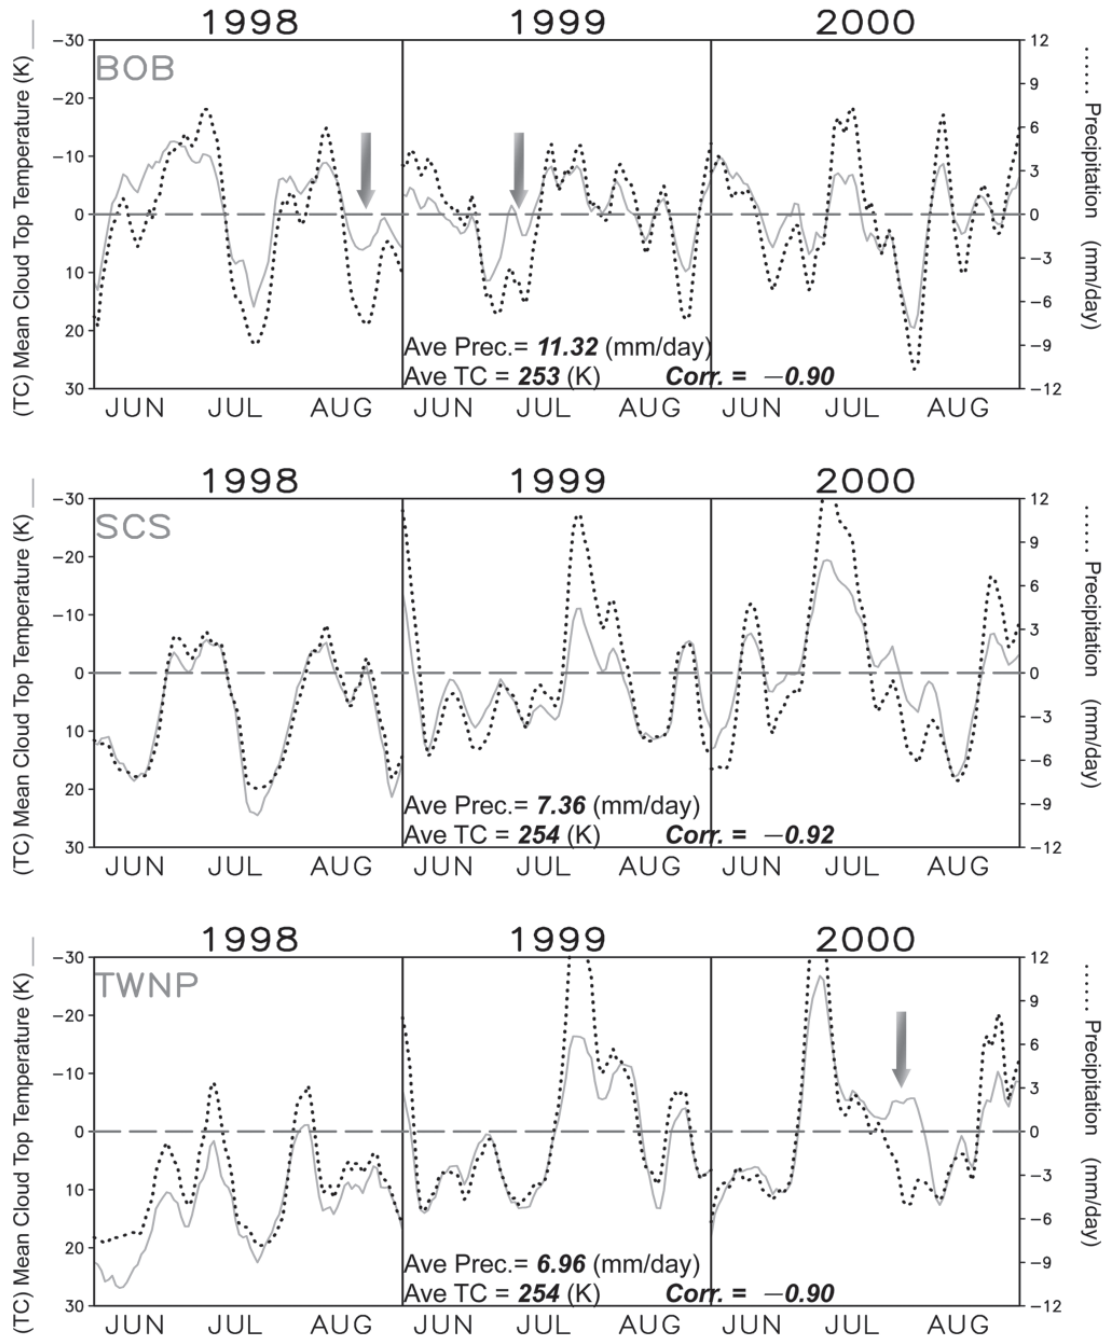 1998 1999 2000
(TC) Mean Cloud Top Temperature (K)
−30 12
BOB
−20 9
6
−10 3
0 0
10 −3
−6
20 −9
30 −12
Precipitation (mm/day)
Ave Prec.= 11.32 (mm/day)
Ave TC = 253 (K) Corr. = −0.90
JUN JUL AUG JUN JUL AUG JUN JUL AUG
1998 1999 2000
(TC) Mean Cloud Top Temperature (K)
−30 12
SCS
−20 9
6
−10 3
0 0
10 −3
−6
20 −9
30 −12
Precipitation (mm/day)
Ave Prec.= 7.36 (mm/day)
Ave TC = 254 (K) Corr. = −0.92
JUN JUL AUG JUN JUL AUG JUN JUL AUG
1998 1999 2000
(TC) Mean Cloud Top Temperature (K)
−30 12
TWNP
−20 9
6
−10 3
0 0
10 −3
−6
20 −9
30 −12
Precipitation (mm/day)
Ave Prec.= 6.96 (mm/day)
Ave TC = 254 (K) Corr. = −0.90
JUN JUL AUG JUN JUL AUG JUN JUL AUG